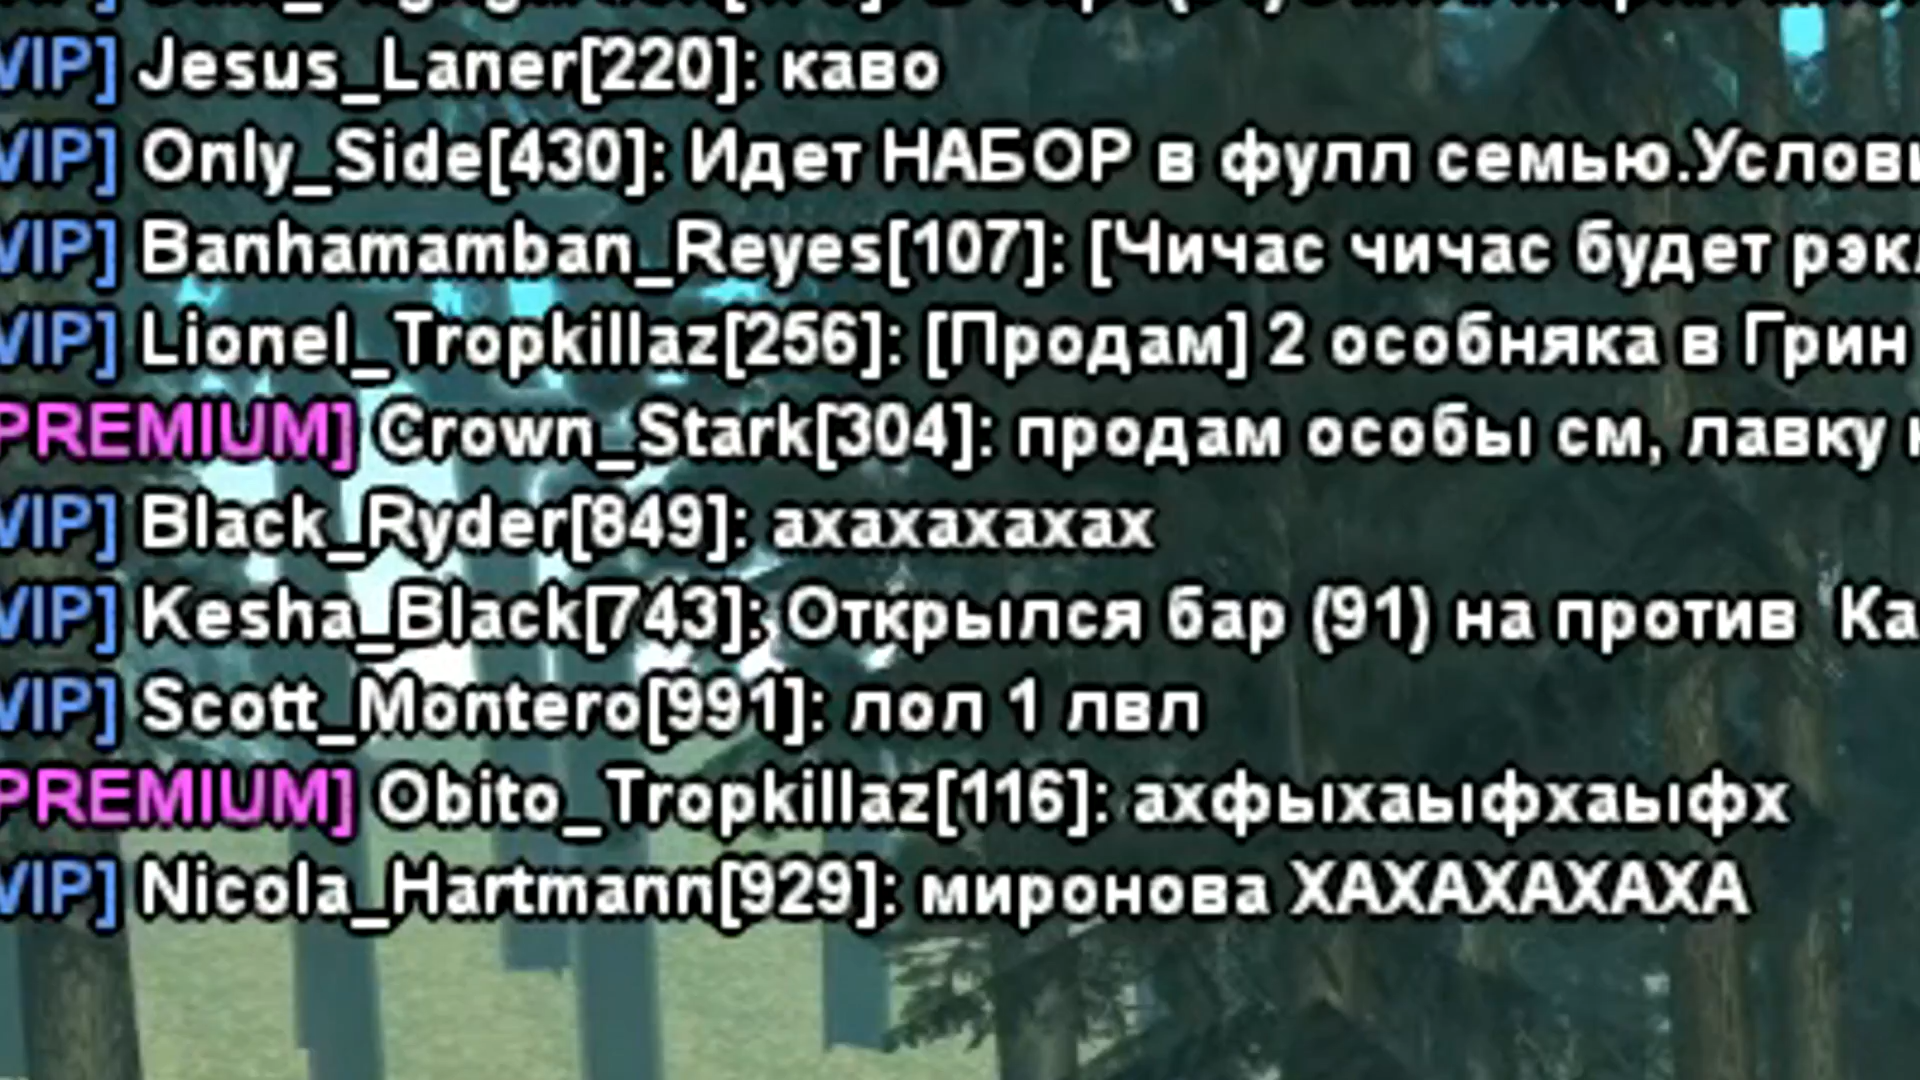 VIP] Jesus_Laner[220]: каво
VIP] Only_Side[430]: Идет НАБОР в фулл семью.Услови
VIP] Banhamamban_Reyes[107]: [Чичас чичас будет рэкл
VIP] Lionel_Tropkillaz[256]: [Продам] 2 особняка в Грин
PREMIUM] Crown_Stark[304]: продам особы см, лавку
VIP] Black_Ryder[849]: ахахахахах
VIP] Kesha_Black[743]: Открылся бар (91) на против Ка
VIP] Scott_Montero[991]: лол 1 лвл
PREMIUM] Obito_Tropkillaz[116]: ахфыхаыфхаыфх
VIP] Nicola_Hartmann[929]: миронова ХАХАХАХАХА